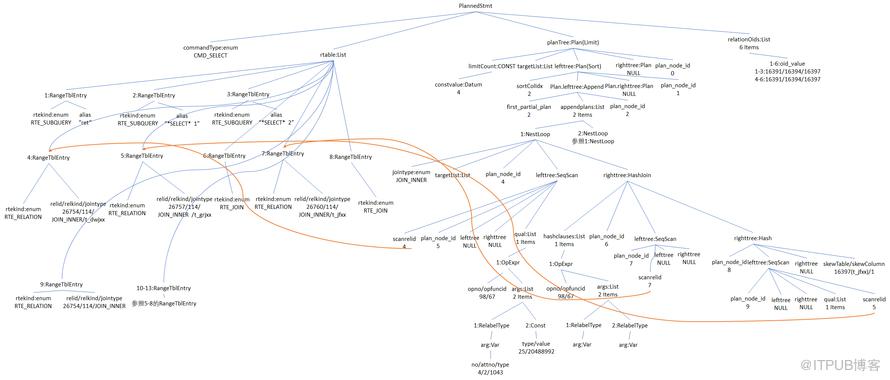 PlannedStmt
commandType:enum
CMD_SELECT
rtable:List
planTree:Plan(Limit)
relationOids:List
6 Items
1-6:oid_value
1-3:16391/16394/16397
4-6:16391/16394/16397
limitCount:CONST
targetList:List
lefttree:Plan(Sort)
righttree:Plan
NULL
plan_node_id
0
constvalue:Datum
4
sortColIdx
2
Plan.lefttree:Append
Plan.righttree:Plan
NULL
plan_node_id
1
1:RangeTblEntry
2:RangeTblEntry
3:RangeTblEntry
rtekind:enum
RTE_SUBQUERY
alias
"ret"
rtekind:enum
RTE_SUBQUERY
alias
"*SELECT* 1"
rtekind:enum
RTE_SUBQUERY
alias
"*SELECT* 2"
first_partial_plan
2
appendplans:List
2 Items
plan_node_id
2
1:NestLoop
2:NestLoop
参照1:NestLoop
4:RangeTblEntry
5:RangeTblEntry
6:RangeTblEntry
7:RangeTblEntry
8:RangeTblEntry
jointype:enum
JOIN_INNER
targetList:List
plan_node_id
4
lefttree:SeqScan
righttree:HashJoin
rtekind:enum
RTE_RELATION
relid/relkind/jointype
26754/114/
JOIN_INNER/t_dwjxx
rtekind:enum
RTE_RELATION
relid/relkind/jointype
26757/114/
JOIN_INNER /t_grjxx
rtekind:enum
RTE_JOIN
rtekind:enum
RTE_RELATION
relid/relkind/jointype
26760/114/
JOIN_INNER/t_jfxx
rtekind:enum
RTE_JOIN
scanrelid
4
plan_node_id
5
lefttree
NULL
righttree
NULL
qual:List
1 Items
hashclauses:List
1 Items
plan_node_id
6
lefttree:SeqScan
righttree:Hash
plan_node_id
7
lefttree
NULL
righttree
NULL
scanrelid
7
plan_node_id
8
lefttree:SeqScan
righttree
NULL
skewTable/skewColumn
16397(t_jfxx)/1
1:OpExpr
1:OpExpr
9:RangeTblEntry
10-13:RangeTblEntry
参照5-8的RangeTblEntry
rtekind:enum
RTE_RELATION
relid/relkind/jointype
26754/114/JOIN_INNER
opno/opfuncid
98/67
args:List
2 Items
opno/opfuncid
98/67
args:List
2 Items
plan_node_id
9
lefttree
NULL
righttree
NULL
qual:List
1 Items
scanrelid
5
1:RelabelType
2:Const
1:RelabelType
2:RelabelType
arg:Var
type/value
25/20488992
arg:Var
arg:Var
no/attno/type
4/2/1043
@ITPUB博客